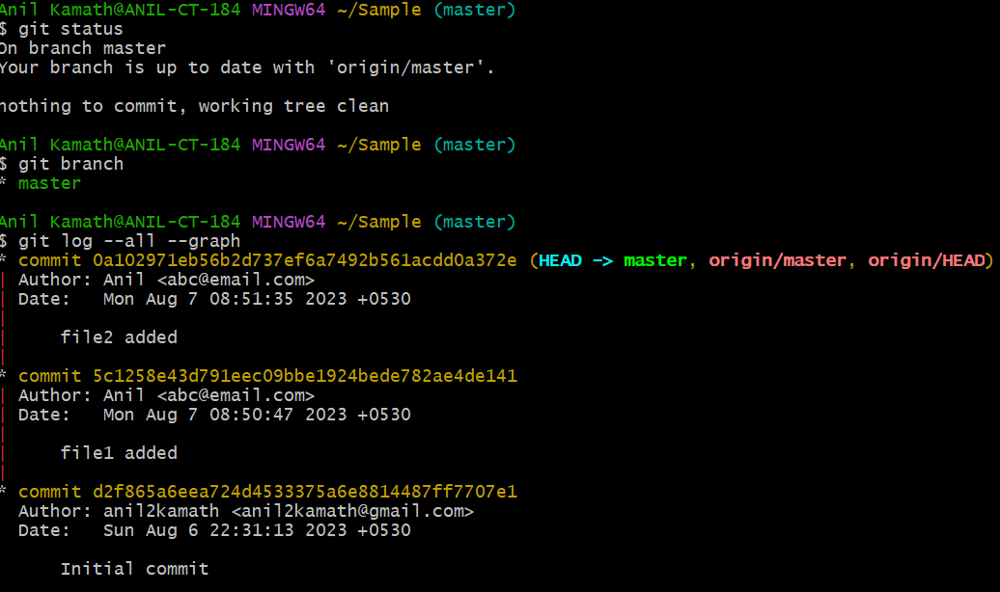 Anil Kamath@ANIL-CT-184 MINGW64 ~/Sample (master)
$ git status
On branch master
Your branch is up to date with 'origin/master'.
nothing to commit, working tree clean
Anil Kamath@ANIL-CT-184 MINGW64 ~/Sample (master)
$ git branch
* master
Anil Kamath@ANIL-CT-184 MINGW64 ~/Sample (master)
$ git log --all --graph
* commit 0a102971eb56b2d737ef6a7492b561acdd0a372e (HEAD -> master, origin/master, origin/HEAD)
| Author: Anil <abc@email.com>
| Date:   Mon Aug 7 08:51:35 2023 +0530
|
|     file2 added
|
* commit 5c1258e43d791eec09bbe1924bede782ae4de141
| Author: Anil <abc@email.com>
| Date:   Mon Aug 7 08:50:47 2023 +0530
|
|     file1 added
|
* commit d2f865a6eea724d4533375a6e8814487ff7707e1
  Author: anil2kamath <anil2kamath@gmail.com>
  Date:   Sun Aug 6 22:31:13 2023 +0530
      Initial commit